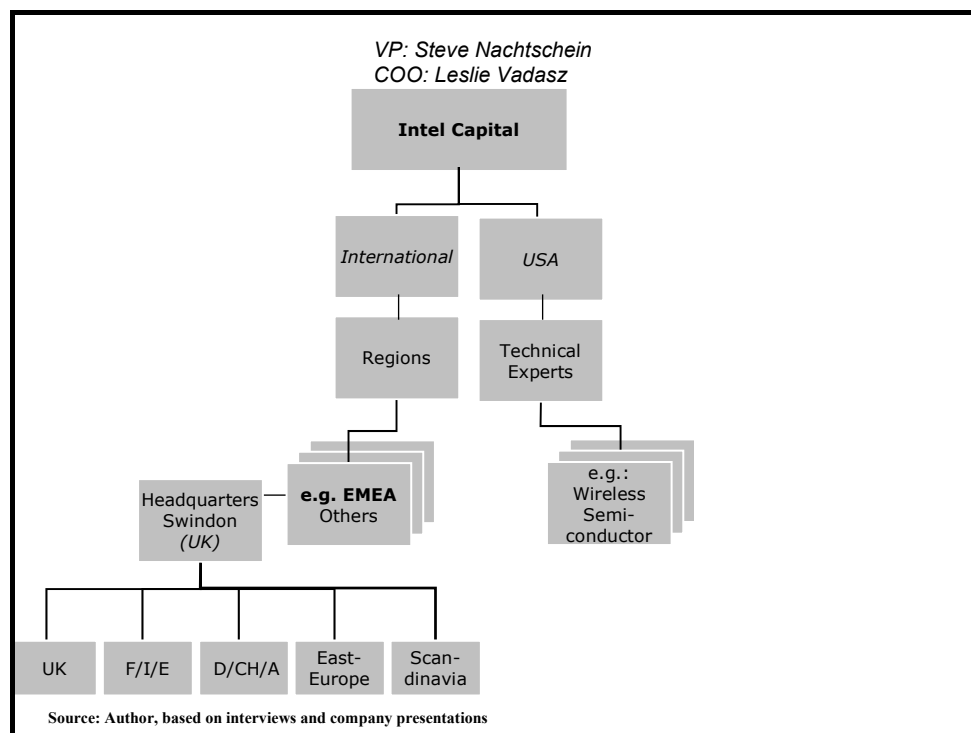 VP: Steve Nachtschein
COO: Leslie Vadasz
Intel Capital
International
USA
Regions
Technical
Experts
e.g. EMEA
Others
e.g.:
Wireless
Semi-
conductor
Headquarters
Swindon
(UK)
UK
F/I/E
D/CH/A
East-
Europe
Scan-
dinavia
Source: Author, based on interviews and company presentations